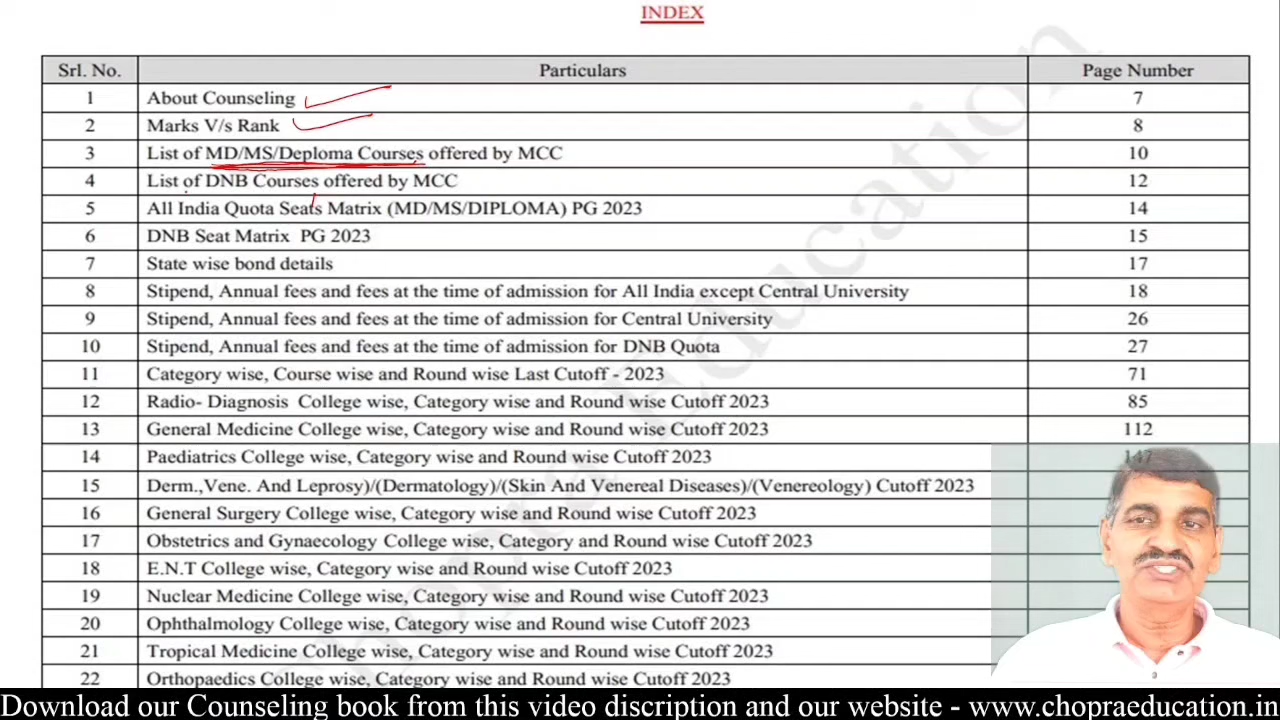 INDEX
Srl. No. Particulars Page Number
1 About Counseling 7
2 Marks V/s Rank 8
3 List of MD/MS/Deploma Courses offered by MCC 10
4 List of DNB Courses offered by MCC 12
5 All India Quota Seats Matrix (MD/MS/DIPLOMA) PG 2023 14
6 DNB Seat Matrix PG 2023 15
7 State wise bond details 17
8 Stipend, Annual fees and fees at the time of admission for All India except Central University 18
9 Stipend, Annual fees and fees at the time of admission for Central University 26
10 Stipend, Annual fees and fees at the time of admission for DNB Quota 27
11 Category wise, Course wise and Round wise Last Cutoff - 2023 71
12 Radio- Diagnosis College wise, Category wise and Round wise Cutoff 2023 85
13 General Medicine College wise, Category wise and Round wise Cutoff 2023 112
14 Paediatrics College wise, Category wise and Round wise Cutoff 2023 147
15 Derm.,Vene. And Leprosy)/(Dermatology)/(Skin And Venereal Diseases)/(Venereology) Cutoff 2023
16 General Surgery College wise, Category wise and Round wise Cutoff 2023
17 Obstetrics and Gynaecology College wise, Category and Round wise Cutoff 2023
18 E.N.T College wise, Category wise and Round wise Cutoff 2023
19 Nuclear Medicine College wise, Category wise and Round wise Cutoff 2023
20 Ophthalmology College wise, Category wise and Round wise Cutoff 2023
21 Tropical Medicine College wise, Category wise and Round wise Cutoff 2023
22 Orthopaedics College wise, Category wise and Round wise Cutoff 2023
Chopra Education
Download our Counseling book from this video discription and our website - www.chopraeducation.in